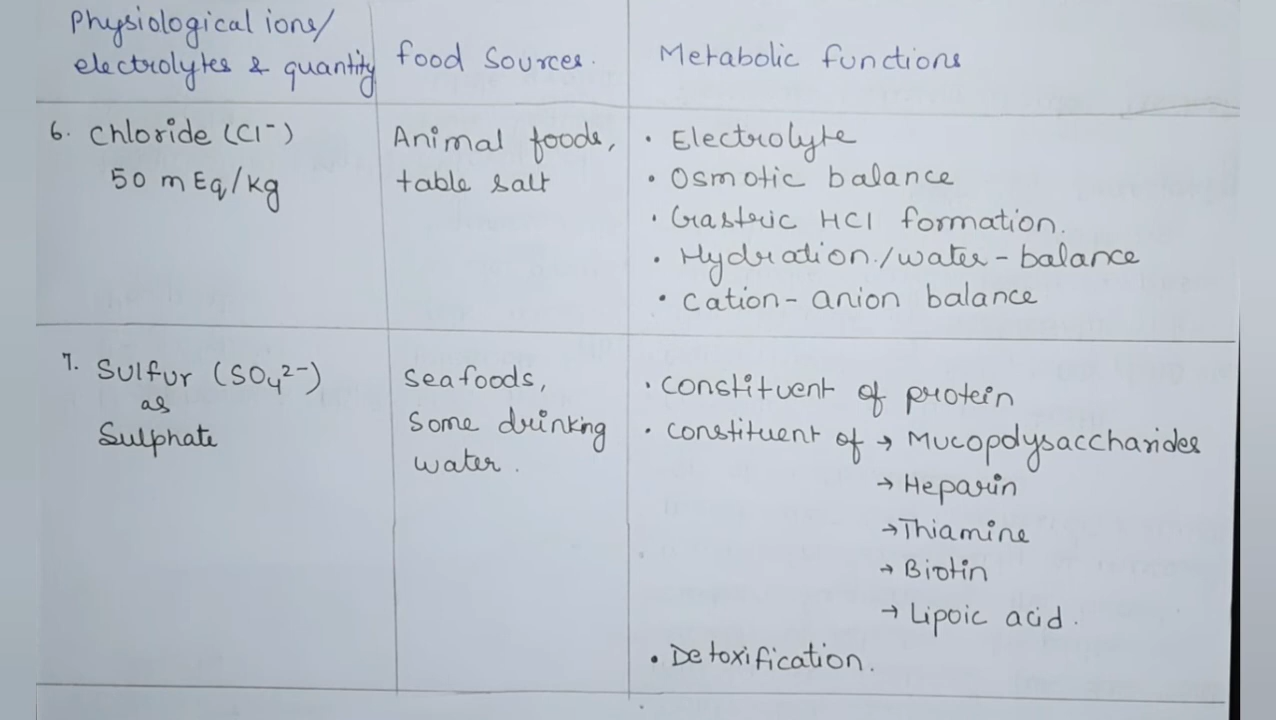 Physiological ions/
electrolytes & quantity
food Sources.
Metabolic functions
6. Chloride (Cl⁻)
50 mEq/kg
Animal foods,
table salt
• Electrolyte
• Osmotic balance
• Gastric HCl formation.
• Hydration/water-balance
• Cation-anion balance
7. Sulfur (SO₄²⁻)
as
Sulphate
Seafoods,
Some drinking
water.
• Constituent of protein
• Constituent of → Mucopolysaccharides
→ Heparin
→ Thiamine
→ Biotin
→ Lipoic acid.
• Detoxification.